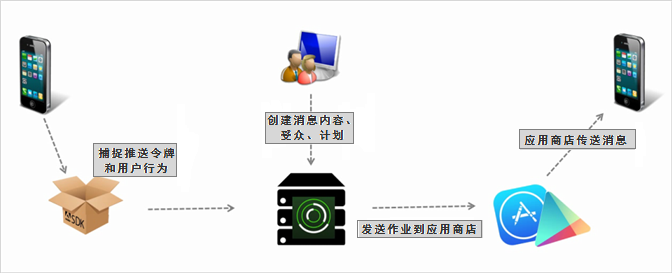 创建消息内容、
受众、计划
应用商店传送消息
捕捉推送令牌
和用户行为
SDK
发送作业到应用商店